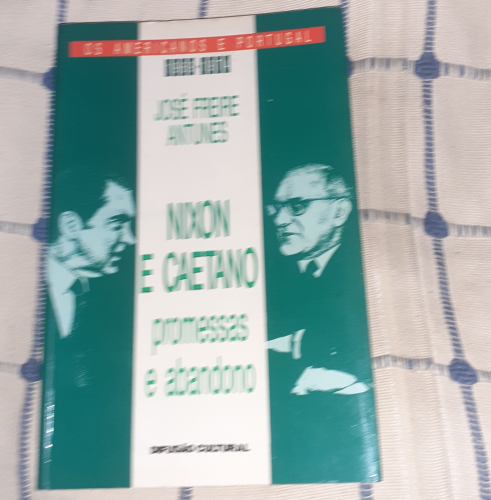 OS AMERICANOS E PORTUGAL
JOSÉ FREIRE
ANTUNES
NIXON
E CAETANO
promessas
e abandono
DIFUSÃO CULTURAL